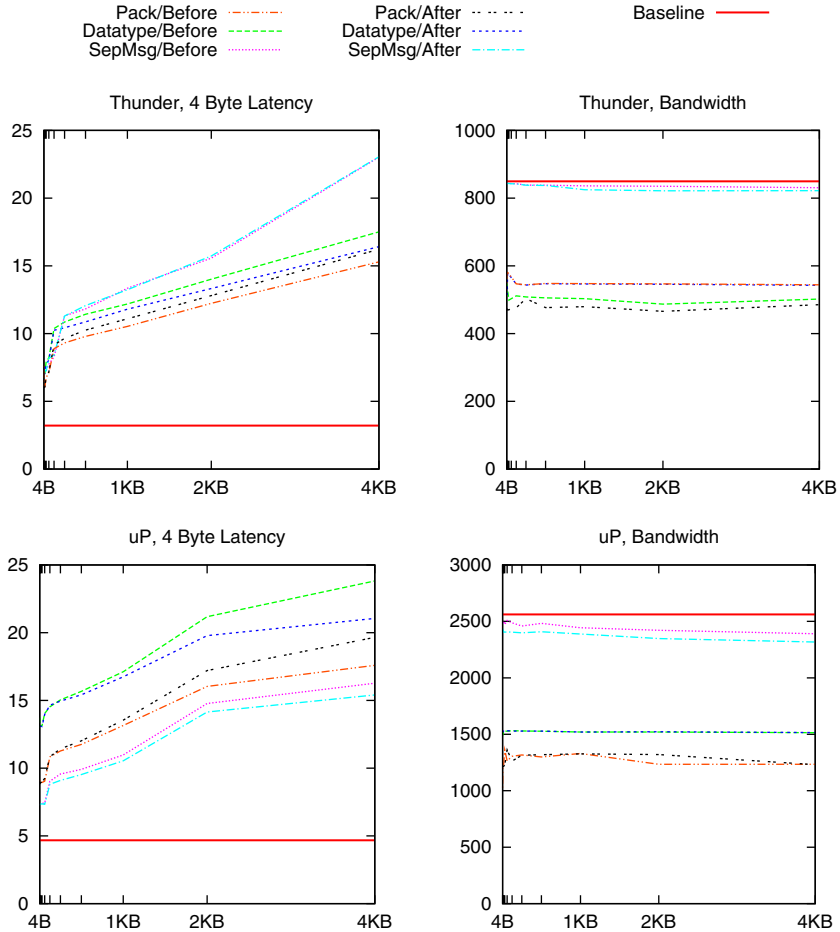 Pack/Before
Pack/After
Baseline
Datatype/Before
Datatype/After
SepMsg/Before
SepMsg/After
Thunder, 4 Byte Latency
25
20
15
10
5
0
4B 1KB 2KB 4KB
Thunder, Bandwidth
1000
800
600
400
200
0
4B 1KB 2KB 4KB
uP, 4 Byte Latency
25
20
15
10
5
0
4B 1KB 2KB 4KB
uP, Bandwidth
3000
2500
2000
1500
1000
500
0
4B 1KB 2KB 4KB